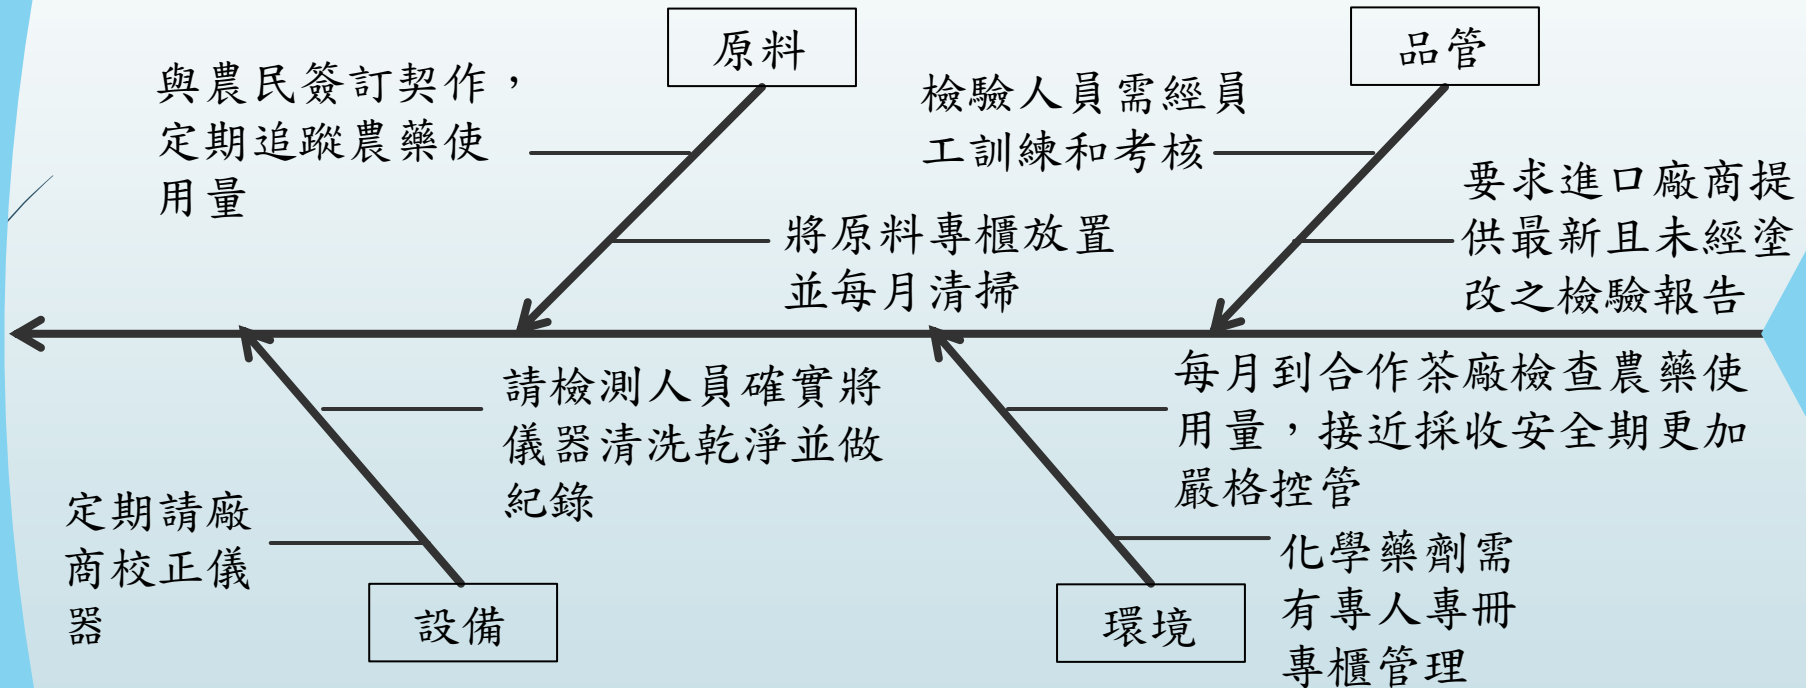 原料
與農民簽訂契作，
定期追蹤農藥使
用量
將原料專櫃放置
並每月清掃
品管
檢驗人員需經員
工訓練和考核
要求進口廠商提
供最新且未經塗
改之檢驗報告
請檢測人員確實將
儀器清洗乾淨並做
紀錄
定期請廠
商校正儀
器
設備
每月到合作茶廠檢查農藥使
用量，接近採收安全期更加
嚴格控管
化學藥劑需
有專人專冊
專櫃管理
環境